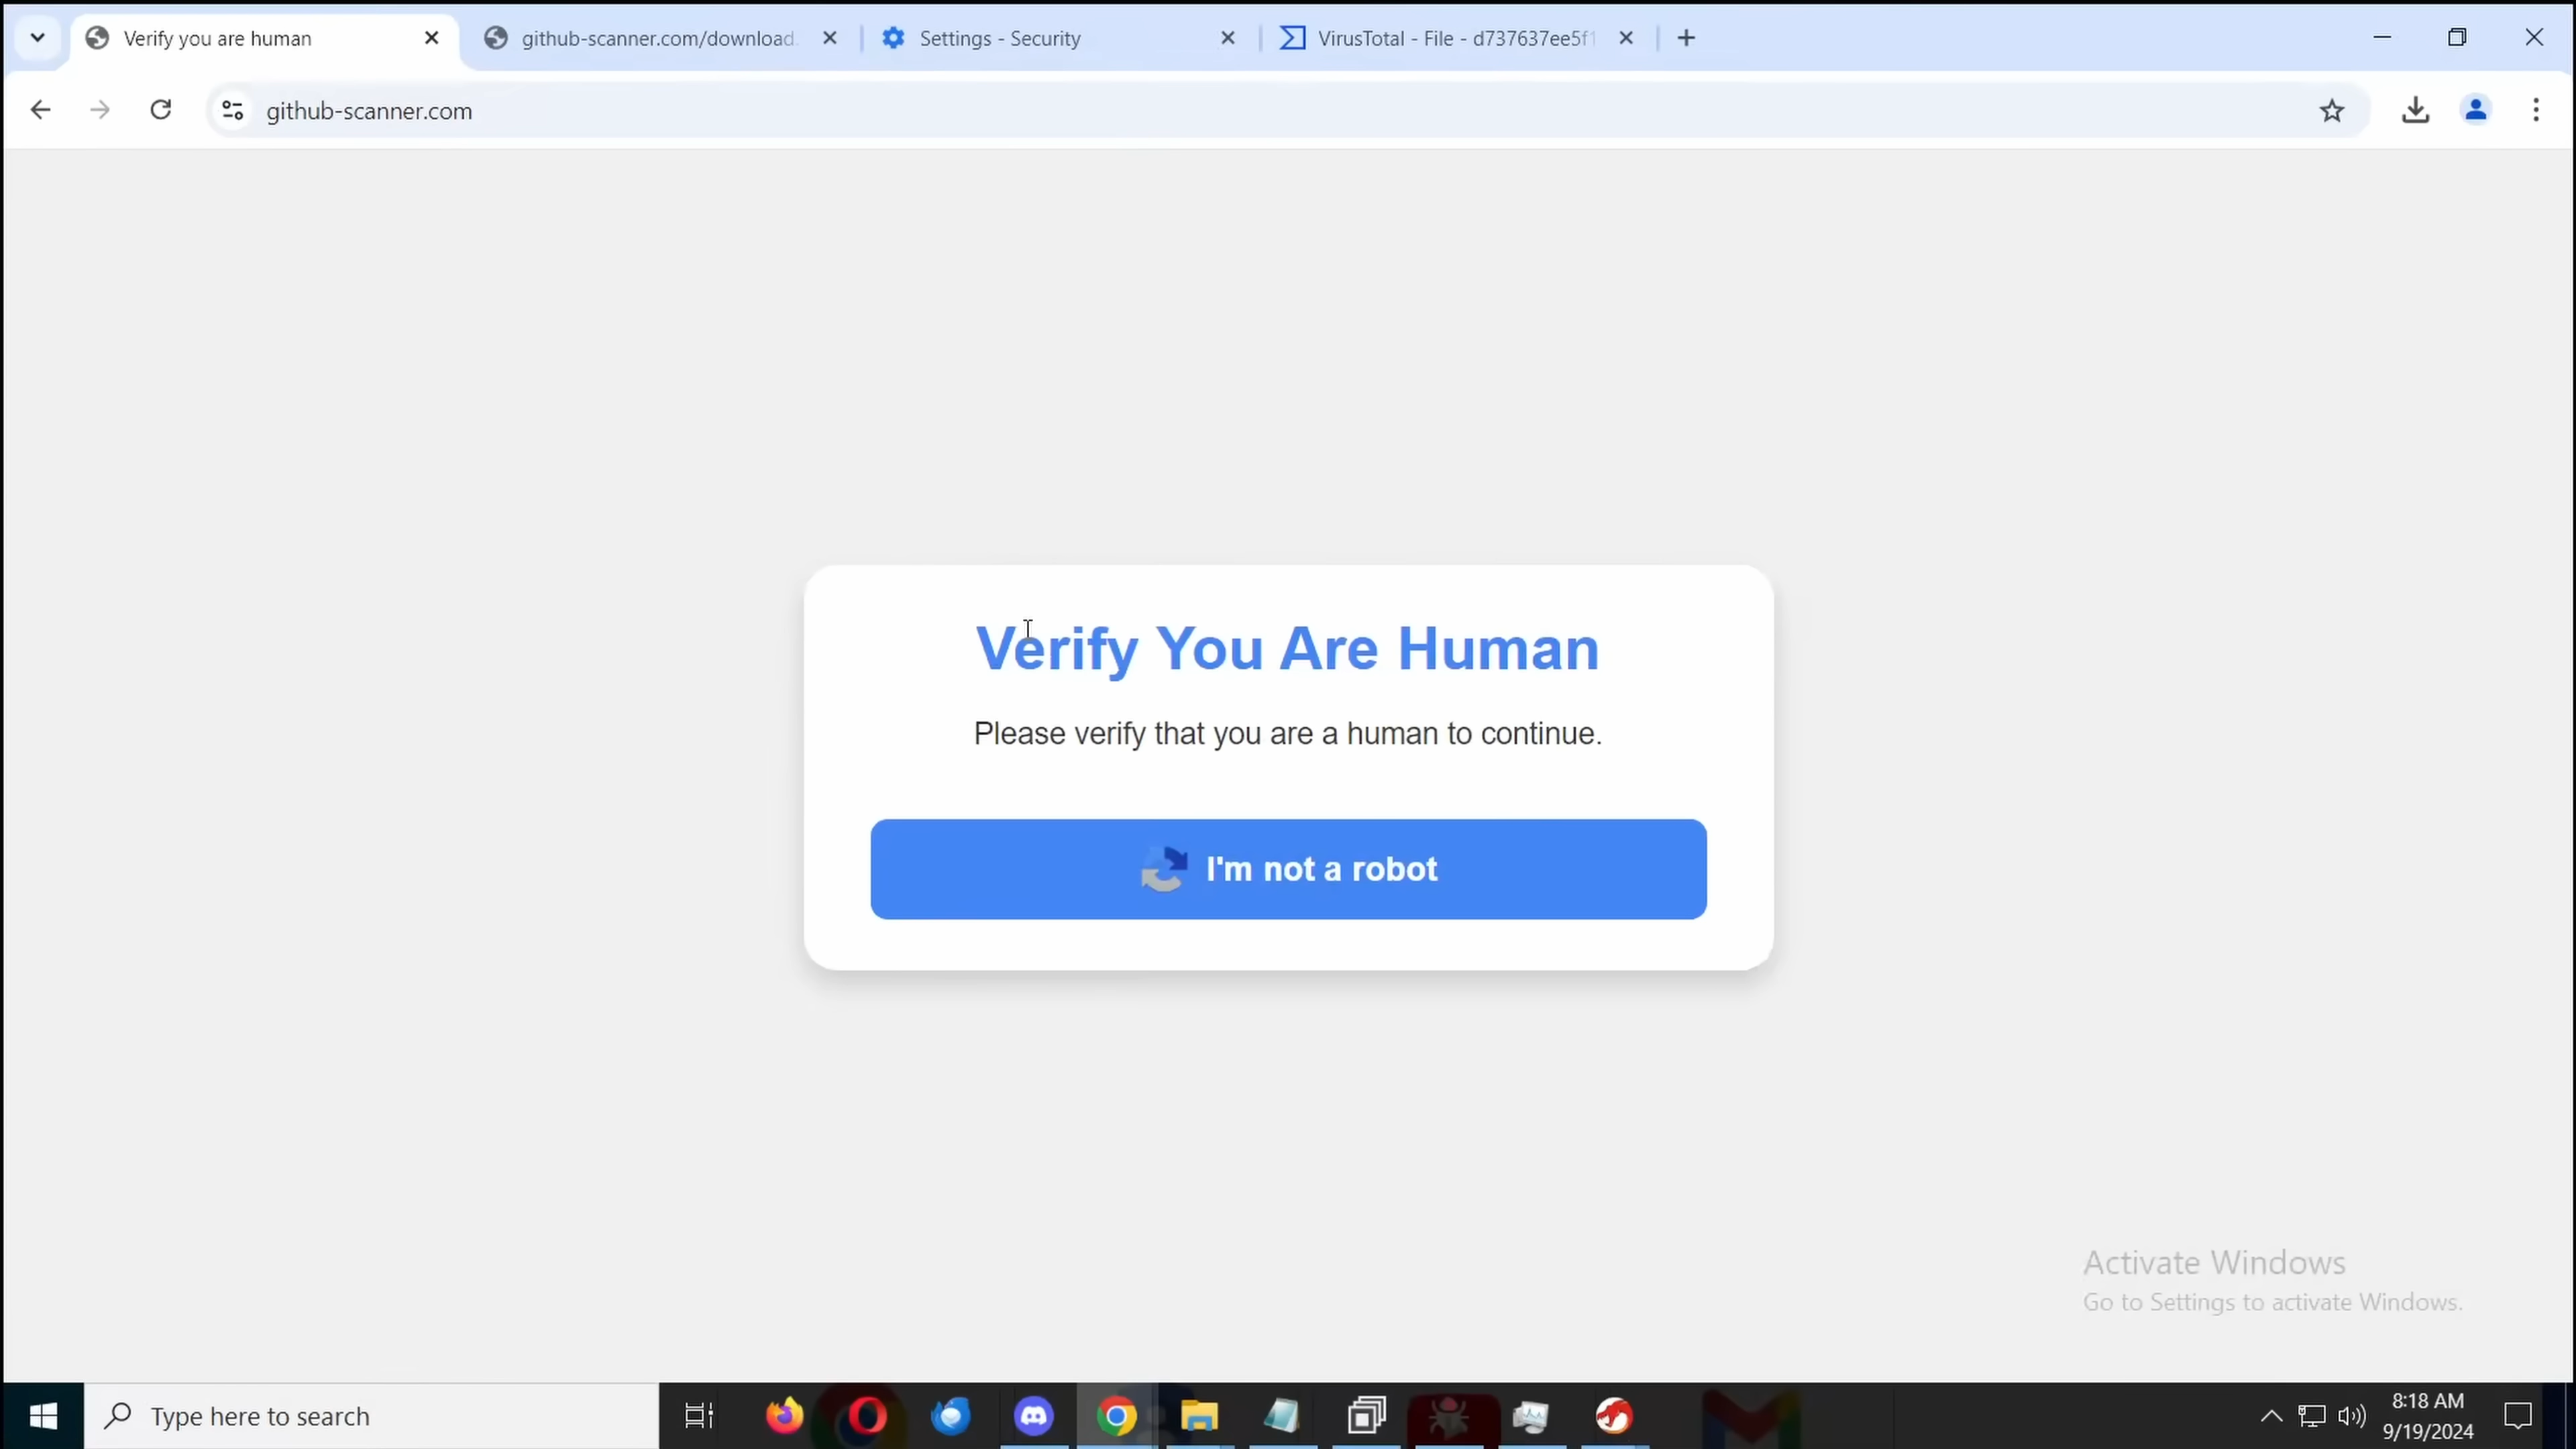 Verify you are human
github-scanner.com/download.
Settings - Security
VirusTotal - File - d737637ee5f1
github-scanner.com
Verify You Are Human
Please verify that you are a human to continue.
I'm not a robot
Activate Windows
Go to Settings to activate Windows.
Type here to search
8:18 AM
9/19/2024